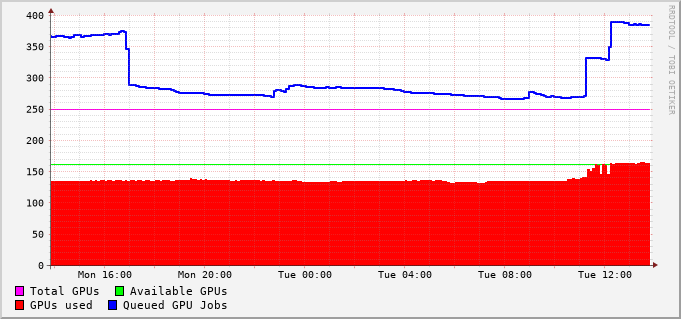 400
350
300
250
200
150
100
50
0
Mon 16:00 Mon 20:00 Tue 00:00 Tue 04:00 Tue 08:00 Tue 12:00
Total GPUs Available GPUs
GPUs used Queued GPU Jobs
RRDTOOL / TOBI OETIKER